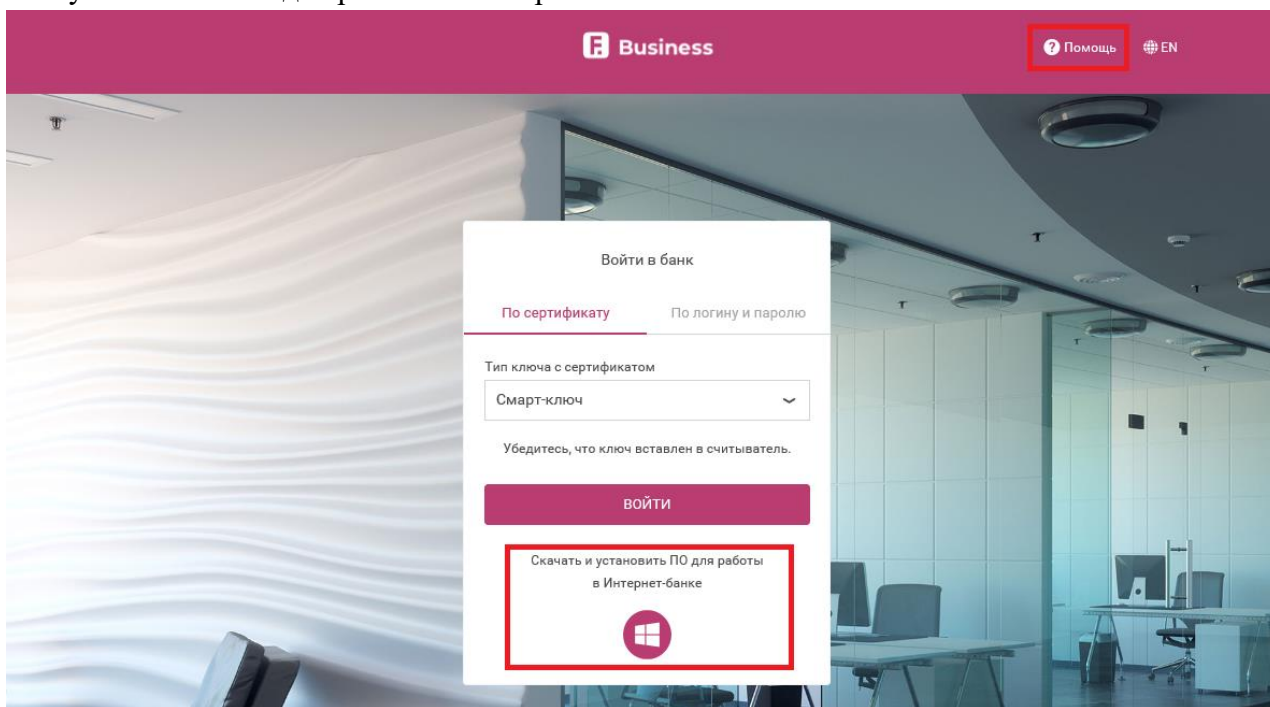 Business
Помощь
EN
Войти в банк
По сертификату
По логину и паролю
Тип ключа с сертификатом
Смарт-ключ
Убедитесь, что ключ вставлен в считыватель.
ВОЙТИ
Скачать и установить ПО для работы
в Интернет-банке